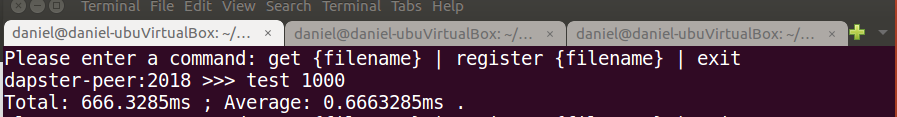 Terminal File Edit View Search Terminal Tabs Help
daniel@daniel-ubuVirtualBox: ~/... × daniel@daniel-ubuVirtualBox: ~/... × daniel@daniel-ubuVirtualBox: ~/... ×
Please enter a command: get {filename} | register {filename} | exit
dapster-peer:2018 >>> test 1000
Total: 666.3285ms ; Average: 0.6663285ms .